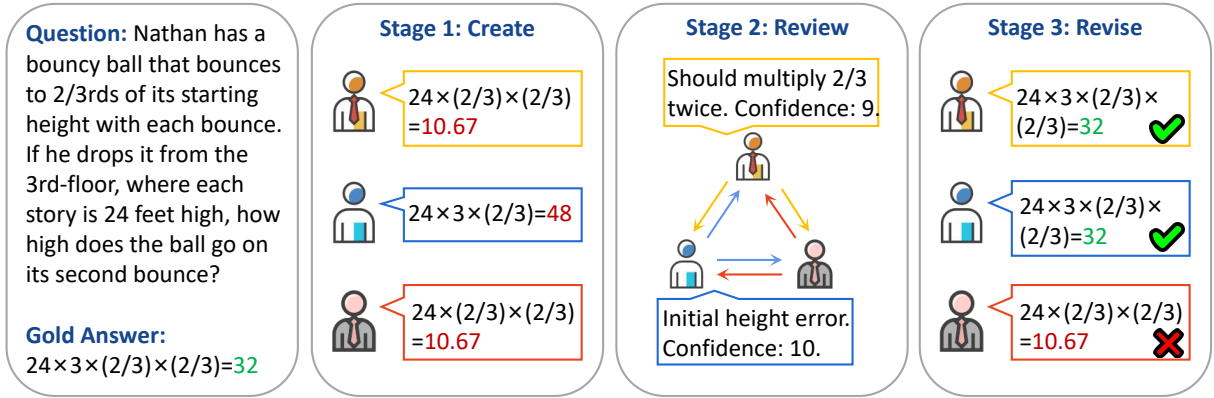 Question: Nathan has a
bouncy ball that bounces
to 2/3rds of its starting
height with each bounce.
If he drops it from the
3rd-floor, where each
story is 24 feet high, how
high does the ball go on
its second bounce?
Gold Answer:
24×3×(2/3)×(2/3)=32
Stage 1: Create
24×(2/3)×(2/3)
=10.67
24×3×(2/3)=48
24×(2/3)×(2/3)
=10.67
Stage 2: Review
Should multiply 2/3
twice. Confidence: 9.
Initial height error.
Confidence: 10.
Stage 3: Revise
24×3×(2/3)×
(2/3)=32
24×3×(2/3)×
(2/3)=32
24×(2/3)×(2/3)
=10.67